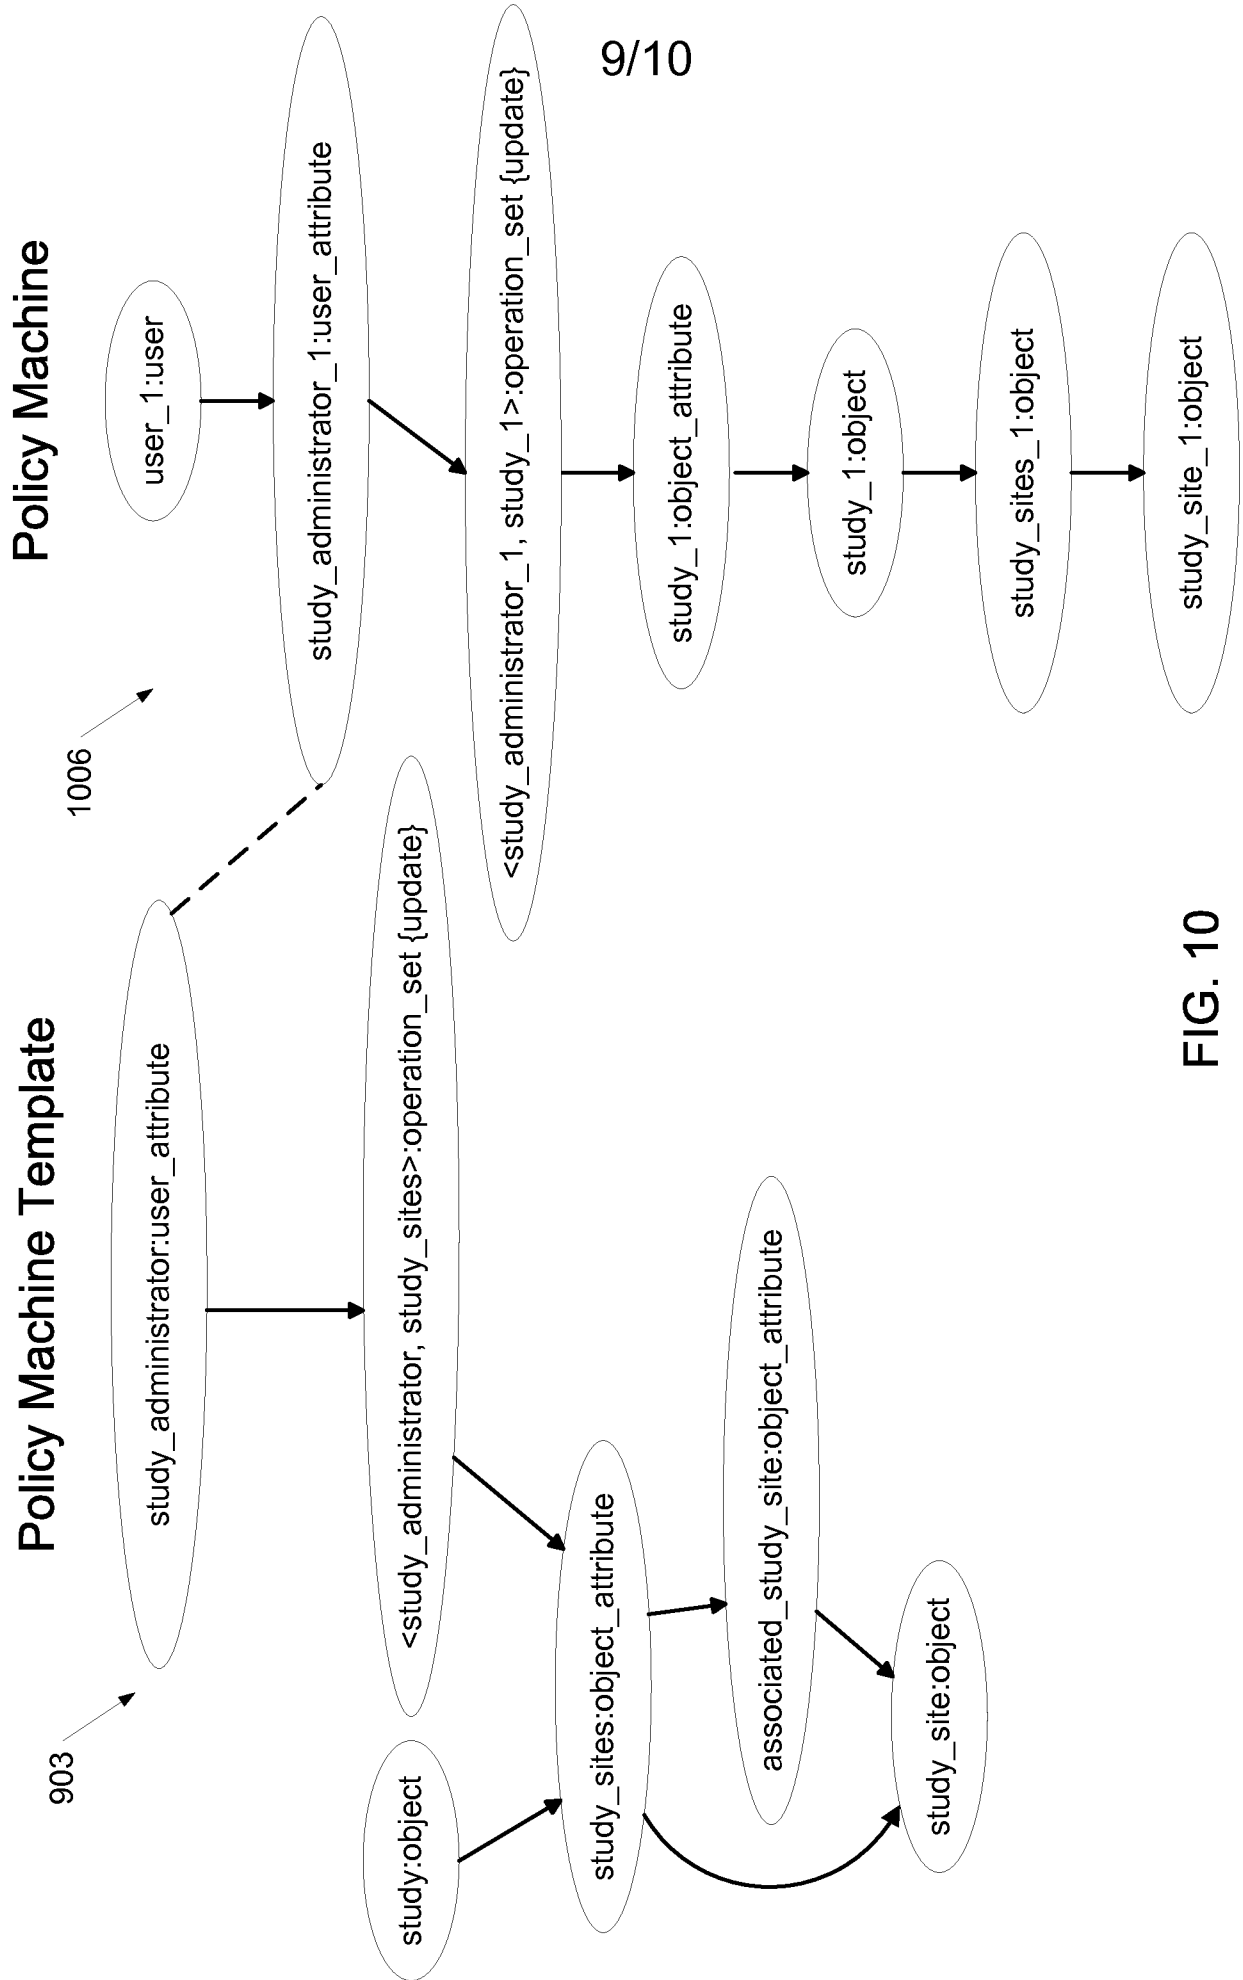 9/10
Policy Machine Template
903
study_administrator:user_attribute
<study_administrator, study_sites>:operation_set {update}
study:object
study_sites:object_attribute
associated_study_site:object_attribute
study_site:object
Policy Machine
1006
user_1:user
study_administrator_1:user_attribute
<study_administrator_1, study_1>:operation_set {update}
study_1:object_attribute
study_1:object
study_sites_1:object
study_site_1:object
FIG. 10